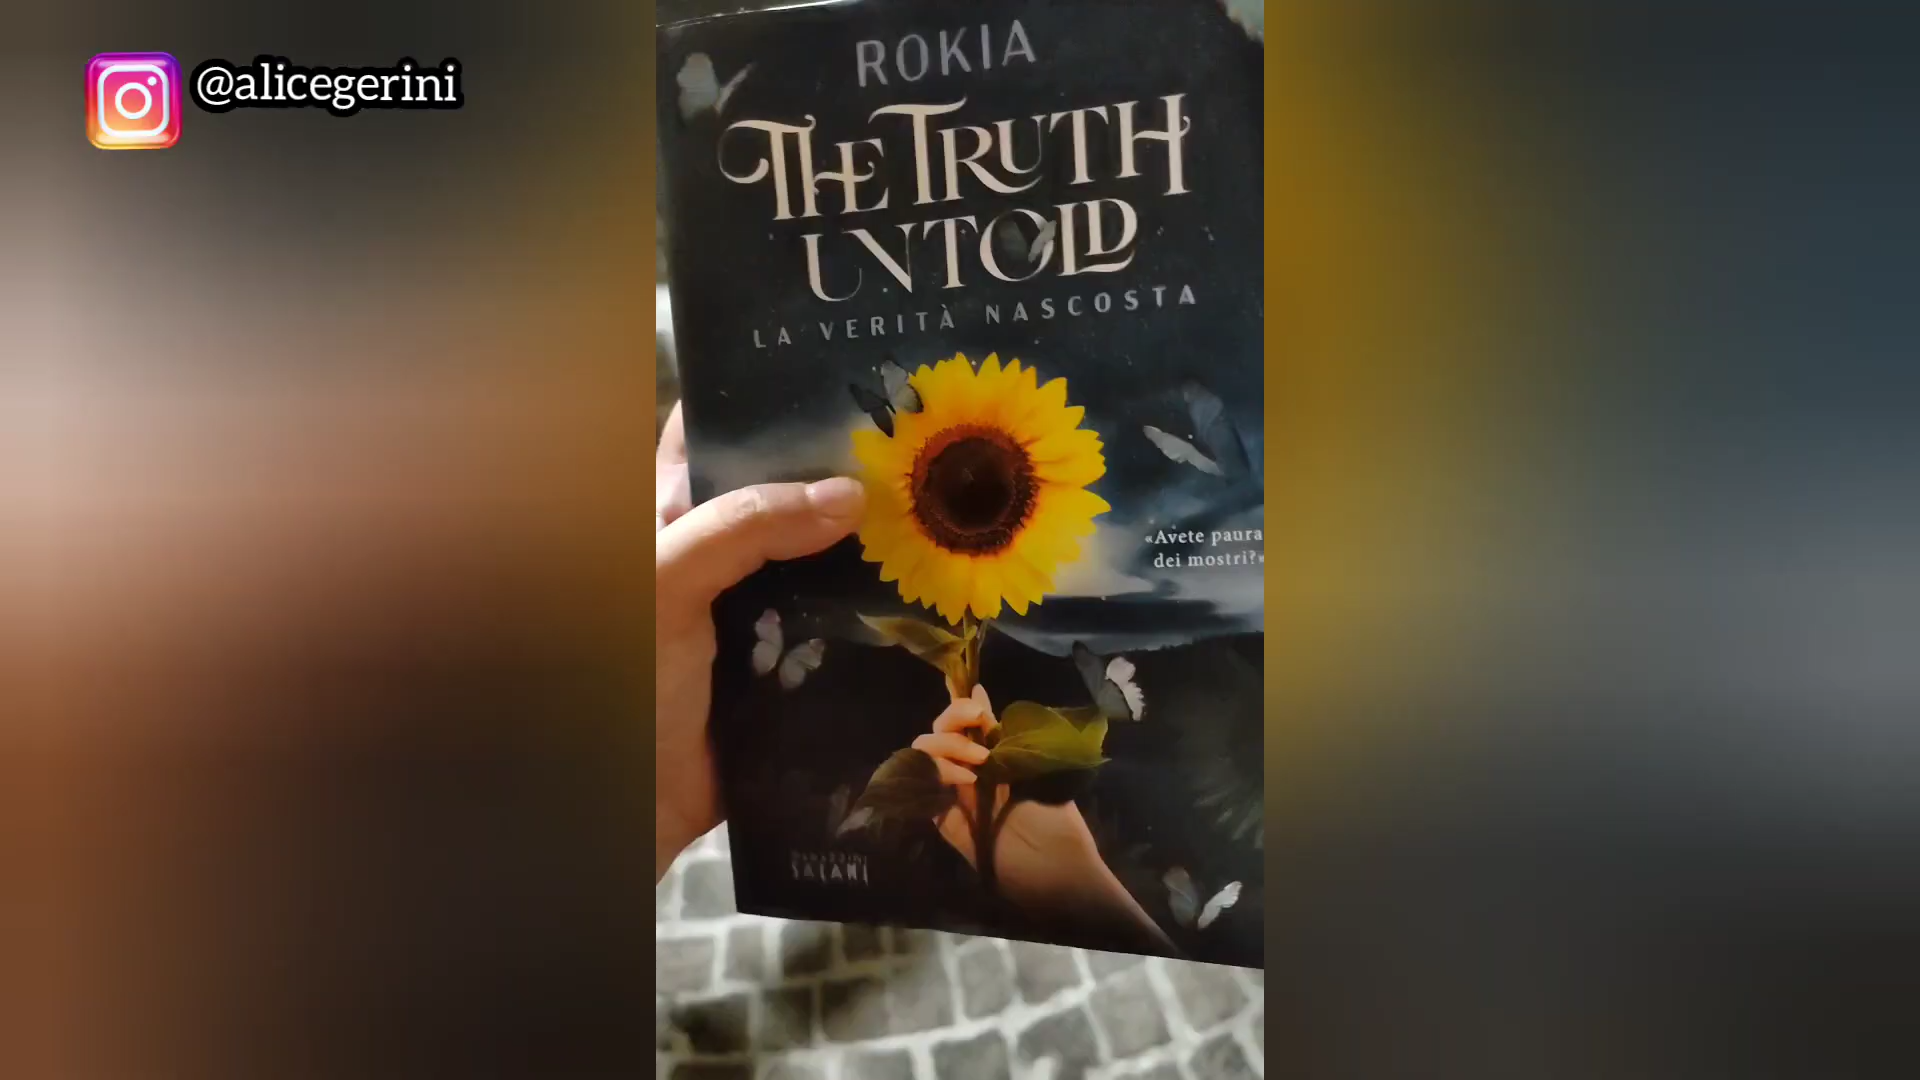 @alicegerini
ROKIA
THE TRUTH
UNTOLD
LA VERITÀ NASCOSTA
«Avete paura
dei mostri?»
SALANI